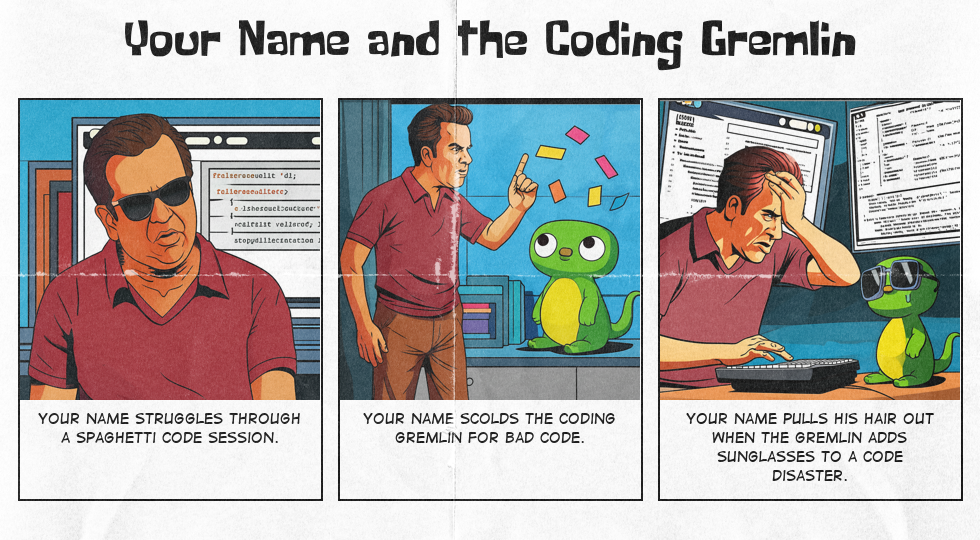 Your Name and the Coding Gremlin
YOUR NAME STRUGGLES THROUGH
A SPAGHETTI CODE SESSION.
YOUR NAME SCOLDS THE CODING
GREMLIN FOR BAD CODE.
YOUR NAME PULLS HIS HAIR OUT
WHEN THE GREMLIN ADDS
SUNGLASSES TO A CODE
DISASTER.